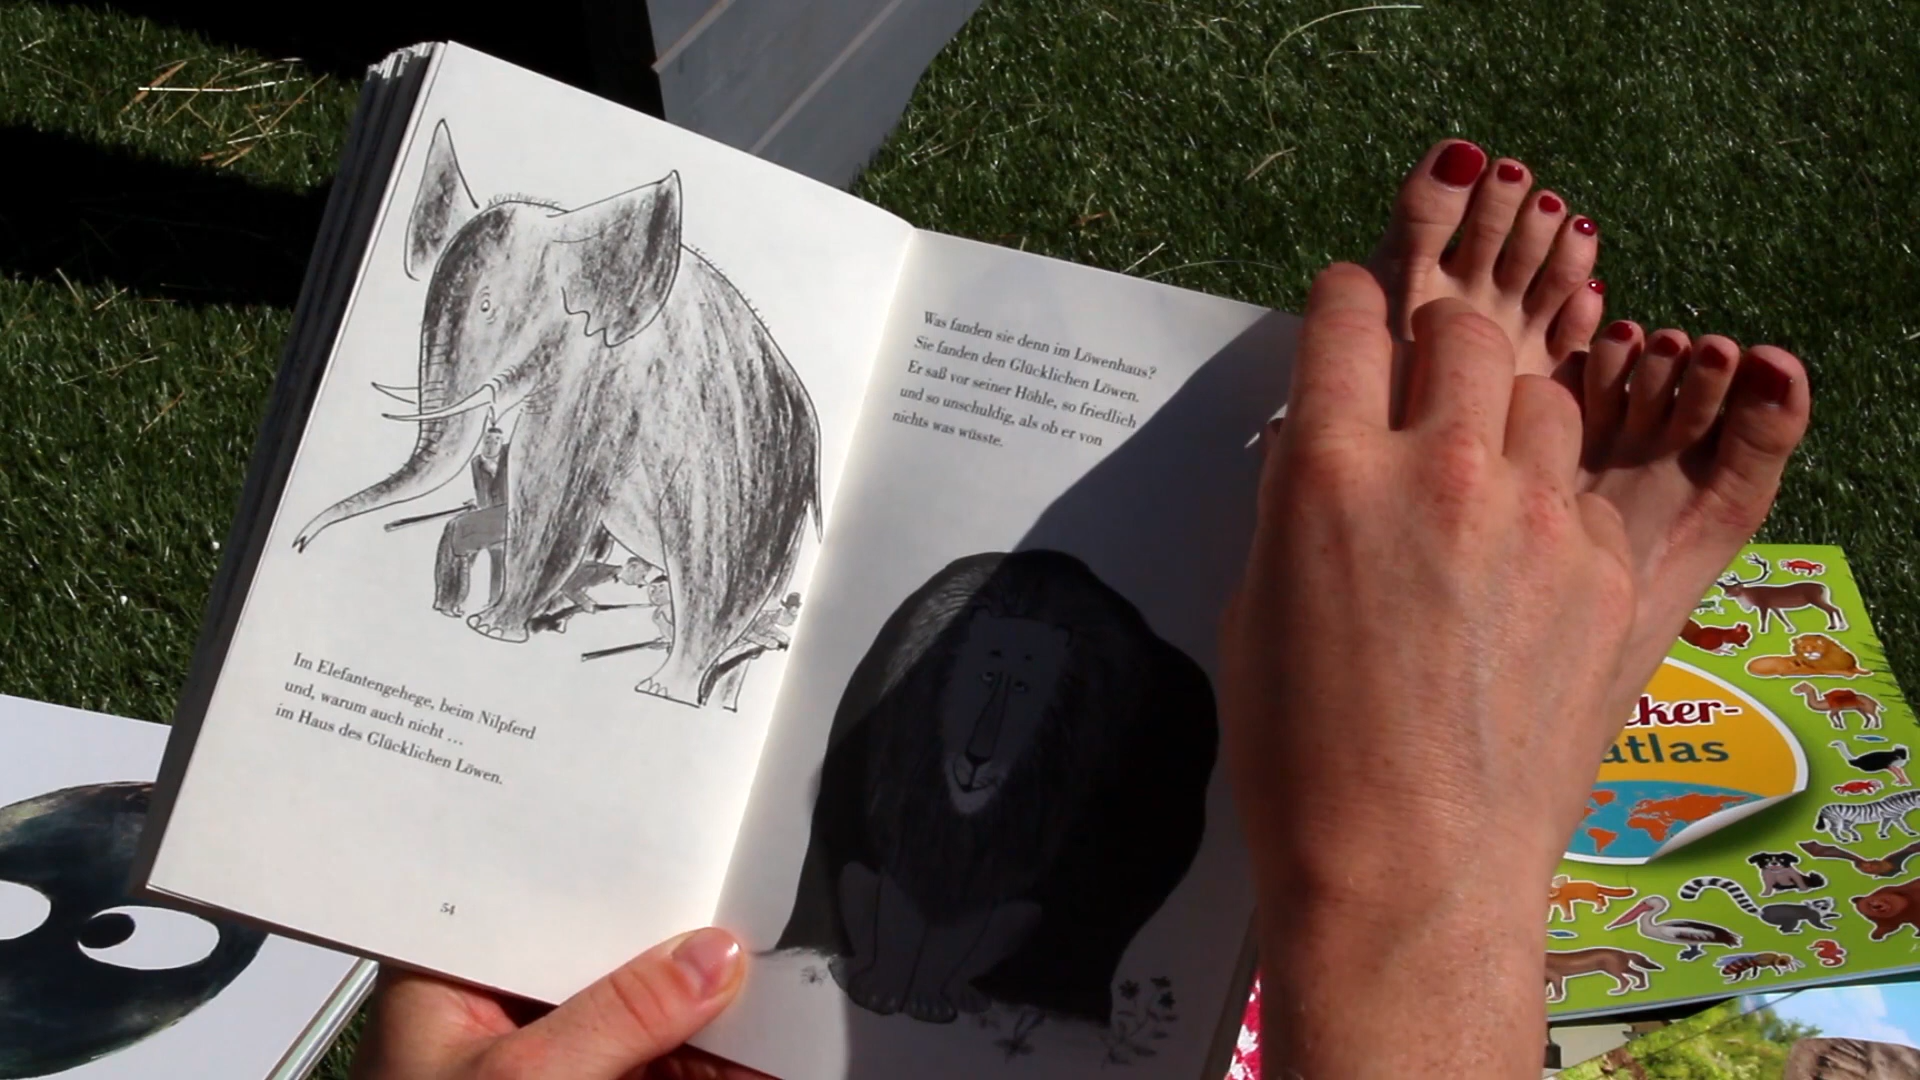 Im Elefantengehege, beim Nilpferd
und, warum auch nicht ...
im Haus des Glücklichen Löwen.
54
Was fanden sie denn im Löwenhaus?
Sie fanden den Glücklichen Löwen.
Er saß vor seiner Höhle, so friedlich
und so unschuldig, als ob er von
nichts was wüsste.
cker-
atlas